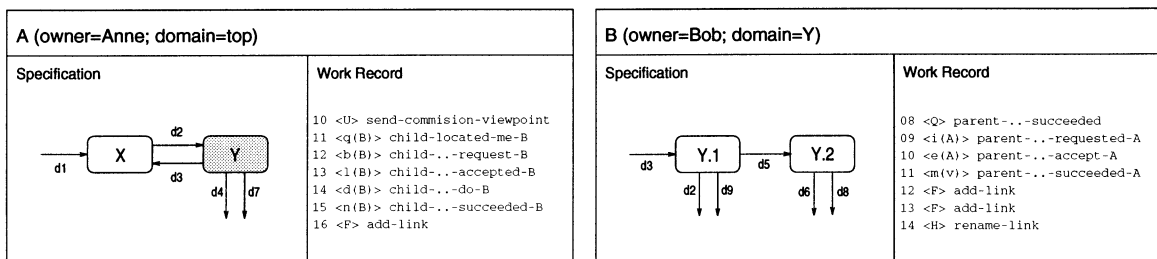 A (owner=Anne; domain=top)
Specification
Work Record
d1
X
d2
d3
Y
d4
d7
10 <U> send-commision-viewpoint
11 <q(B)> child-located-me-B
12 <b(B)> child-..-request-B
13 <l(B)> child-..-accepted-B
14 <d(B)> child-..-do-B
15 <n(B)> child-..-succeeded-B
16 <F> add-link
B (owner=Bob; domain=Y)
Specification
Work Record
d3
Y.1
d5
Y.2
d2
d9
d6
d8
08 <Q> parent-..-succeeded
09 <i(A)> parent-..-requested-A
10 <e(A)> parent-..-accept-A
11 <m(v)> parent-..-succeeded-A
12 <F> add-link
13 <F> add-link
14 <H> rename-link